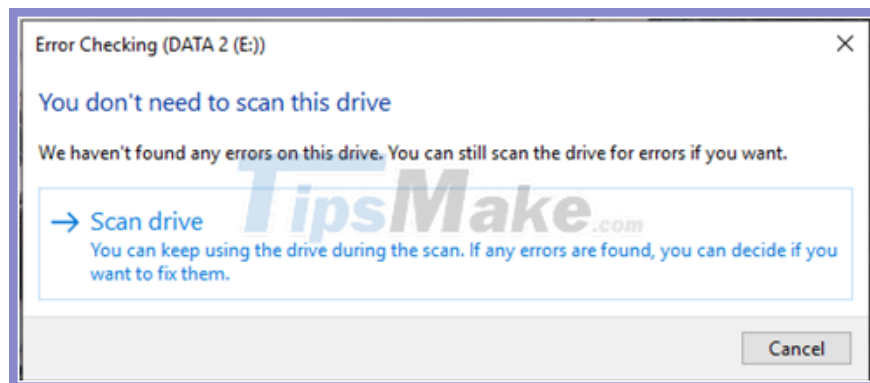 Error Checking (DATA 2 (E:))
You don't need to scan this drive
We haven't found any errors on this drive. You can still scan the drive for errors if you want.
TipsMake.com
Scan drive
You can keep using the drive during the scan. If any errors are found, you can decide if you
want to fix them.
Cancel